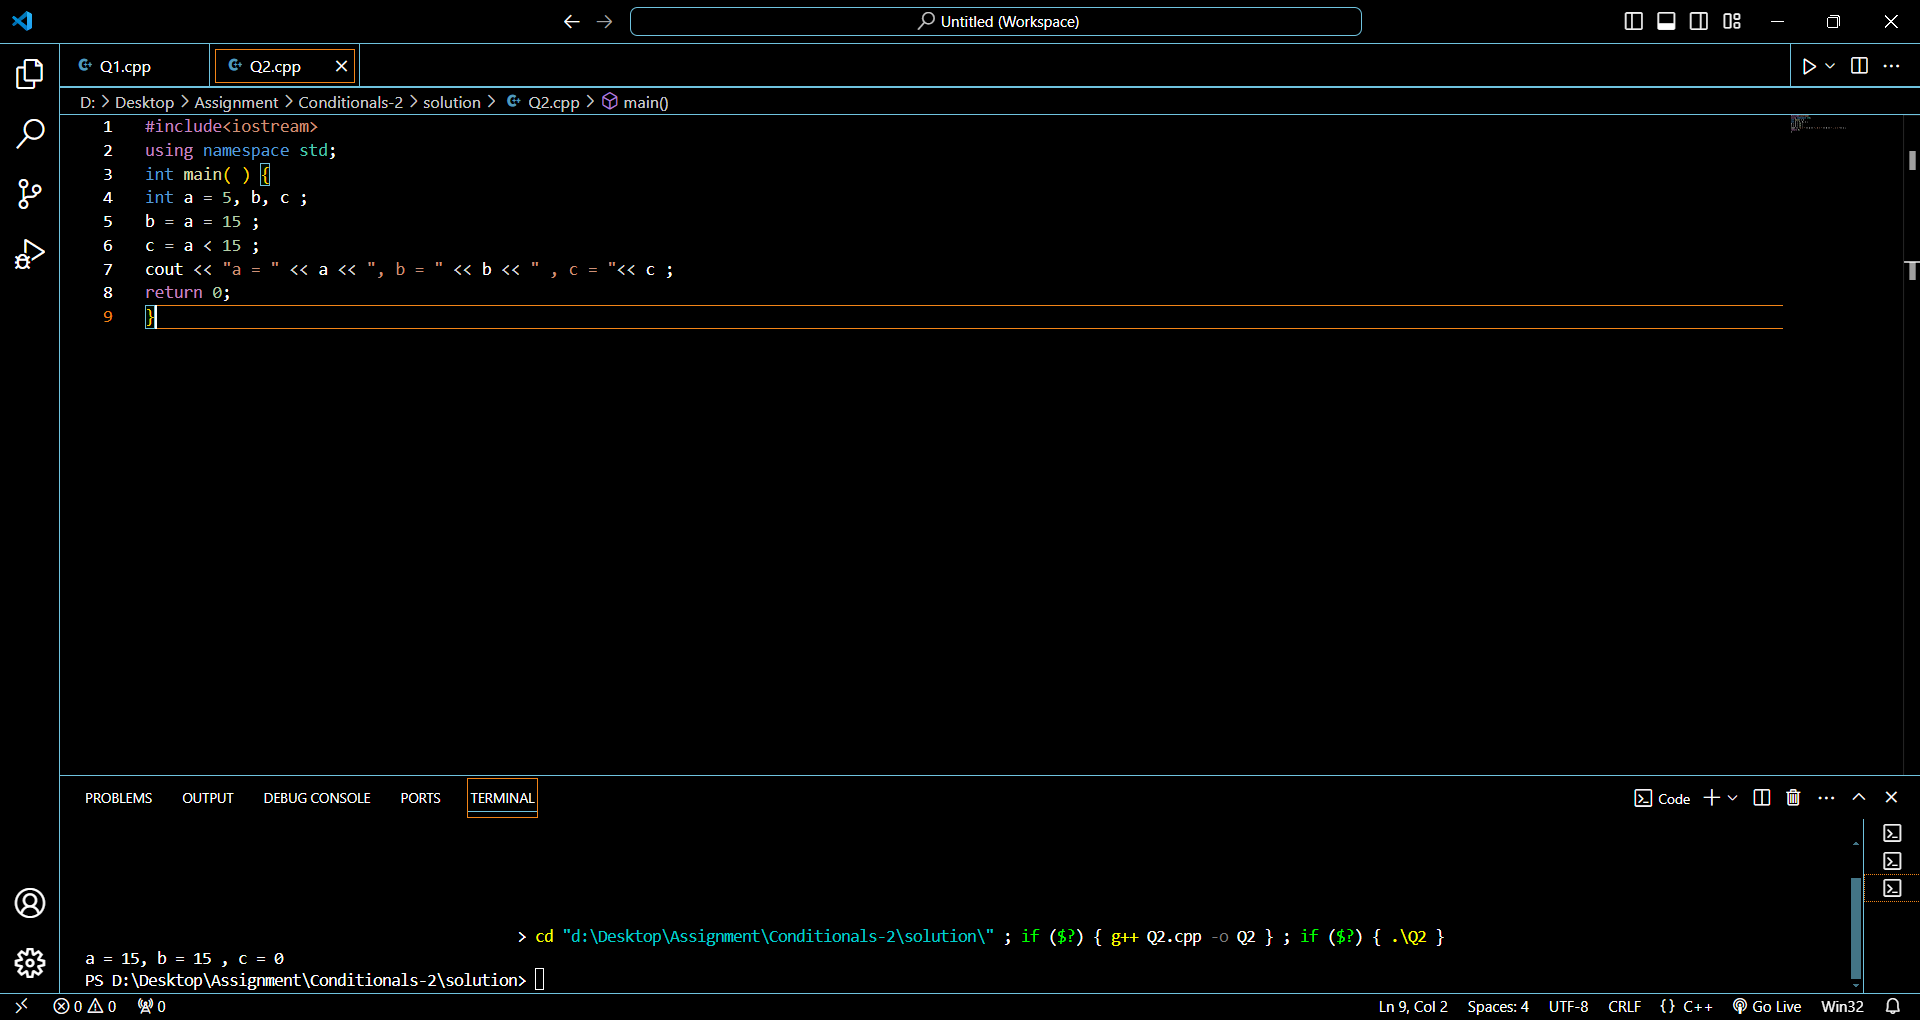 Untitled (Workspace)
Q1.cpp
Q2.cpp
D: > Desktop > Assignment > Conditionals-2 > solution > Q2.cpp > main()
1 #include<iostream>
2 using namespace std;
3 int main( ) {
4 int a = 5, b, c ;
5 b = a = 15 ;
6 c = a < 15 ;
7 cout << "a = " << a << ", b = " << b << " , c = "<< c ;
8 return 0;
9 }
PROBLEMS OUTPUT DEBUG CONSOLE PORTS TERMINAL
Code
> cd "d:\Desktop\Assignment\Conditionals-2\solution\" ; if ($?) { g++ Q2.cpp -o Q2 } ; if ($?) { .\Q2 }
a = 15, b = 15 , c = 0
PS D:\Desktop\Assignment\Conditionals-2\solution>
0 0 0
Ln 9, Col 2 Spaces: 4 UTF-8 CRLF {} C++ Go Live Win32